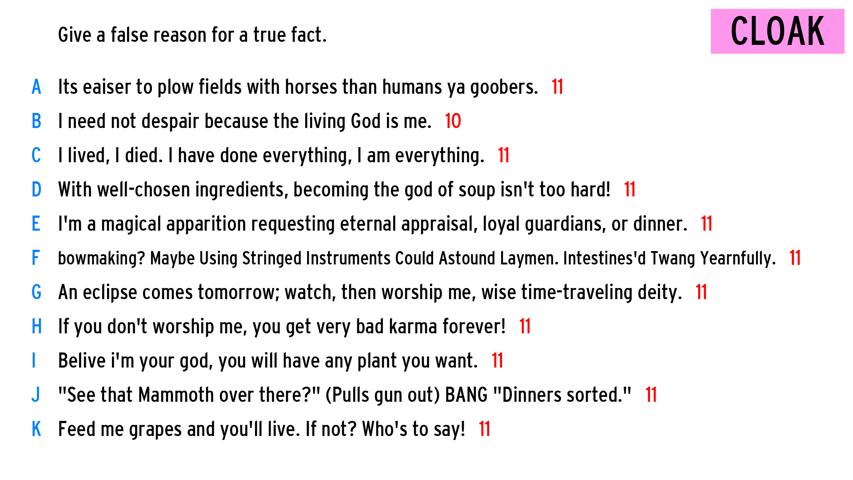 Give a false reason for a true fact.
CLOAK
A Its eaiser to plow fields with horses than humans ya goobers. 11
B I need not despair because the living God is me. 10
C I lived, I died. I have done everything, I am everything. 11
D With well-chosen ingredients, becoming the god of soup isn't too hard! 11
E I'm a magical apparition requesting eternal appraisal, loyal guardians, or dinner. 11
F bowmaking? Maybe Using Stringed Instruments Could Astound Laymen. Intestines'd Twang Yearnfully. 11
G An eclipse comes tomorrow; watch, then worship me, wise time-traveling deity. 11
H If you don't worship me, you get very bad karma forever! 11
I Belive i'm your god, you will have any plant you want. 11
J "See that Mammoth over there?" (Pulls gun out) BANG "Dinners sorted." 11
K Feed me grapes and you'll live. If not? Who's to say! 11